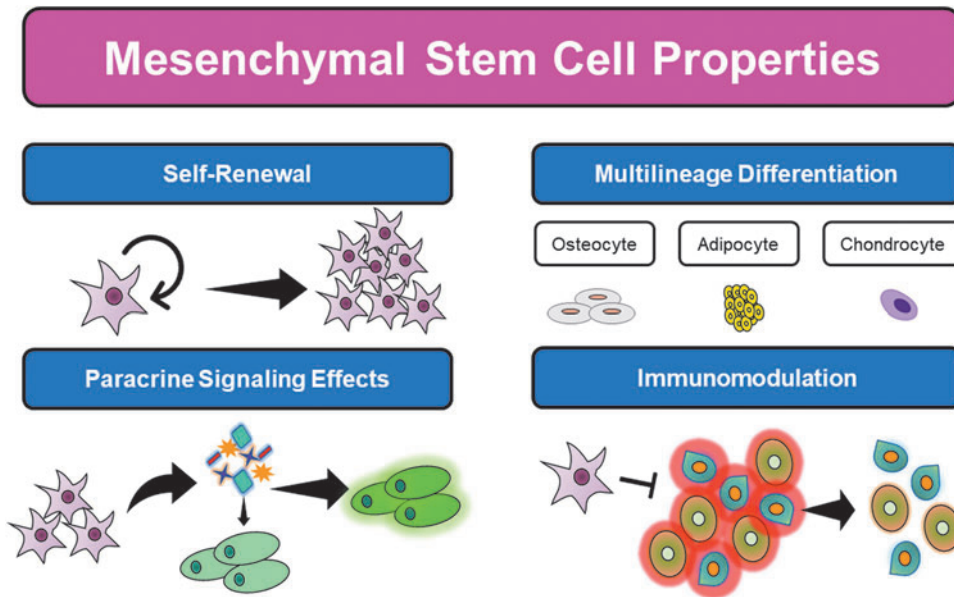 Mesenchymal Stem Cell Properties
Self-Renewal
Multilineage Differentiation
Osteocyte
Adipocyte
Chondrocyte
Paracrine Signaling Effects
Immunomodulation